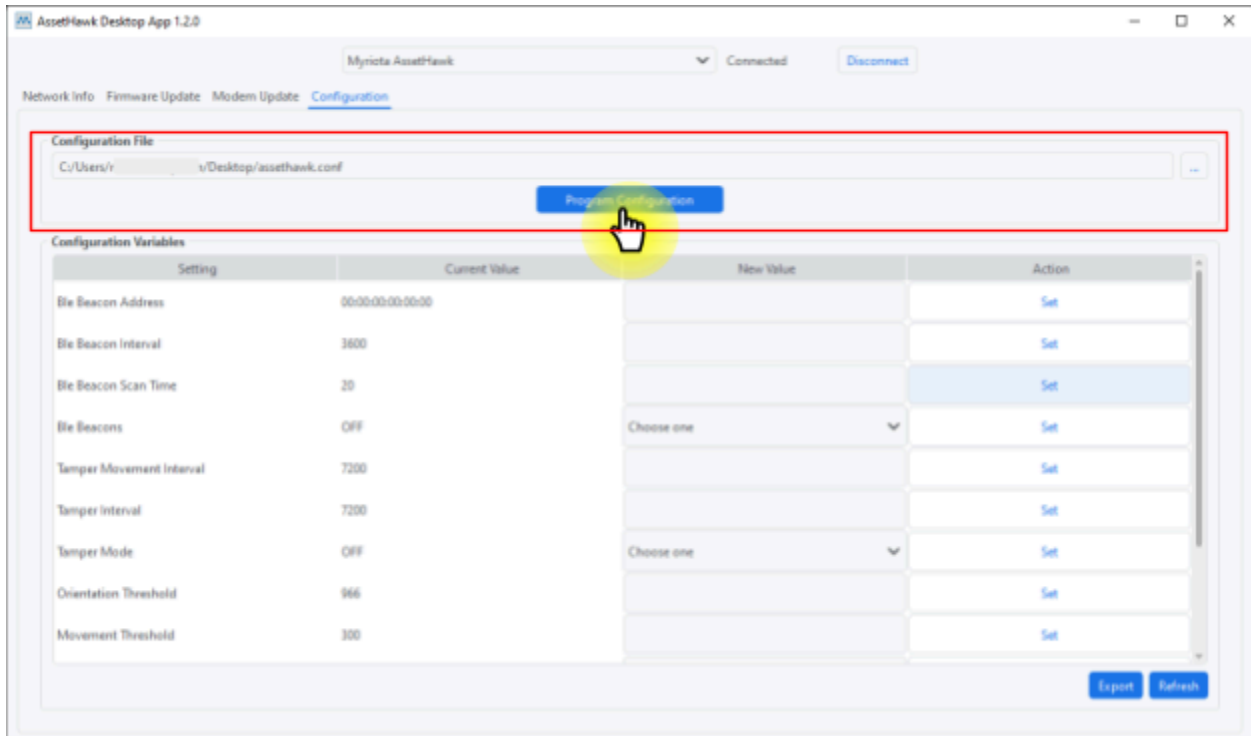 AssetHawk Desktop App 1.2.0
Myriota AssetHawk Connected Disconnect
Network Info Firmware Update Modem Update Configuration
Configuration File
C:/Users/ /Desktop/assethawk.conf ...
Program Configuration
Configuration Variables
Setting Current Value New Value Action
Ble Beacon Address 00:00:00:00:00:00 Set
Ble Beacon Interval 3600 Set
Ble Beacon Scan Time 20 Set
Ble Beacons OFF Choose one Set
Tamper Movement Interval 7200 Set
Tamper Interval 7200 Set
Tamper Mode OFF Choose one Set
Orientation Threshold 966 Set
Movement Threshold 300 Set
Export Refresh